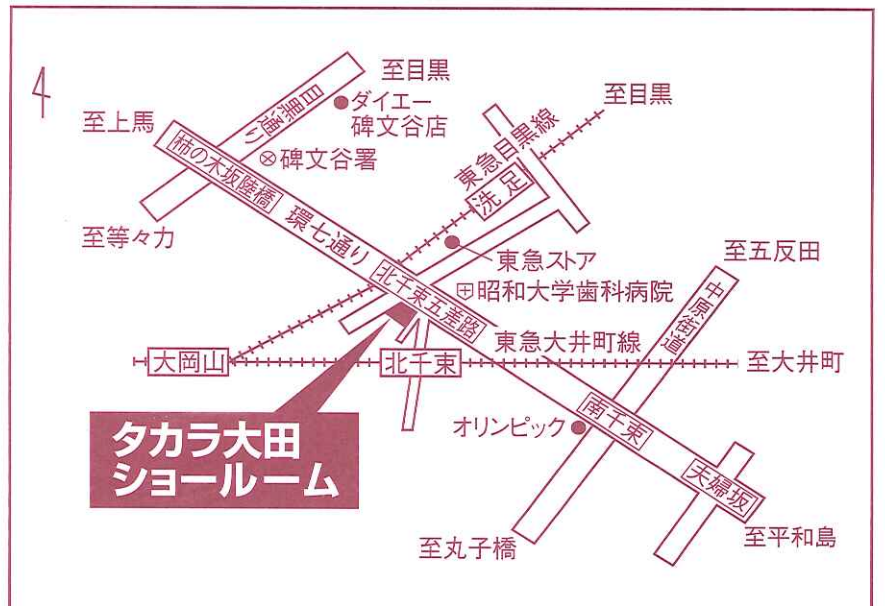 至目黒
ダイエー
碑文谷店
目黒通り
至上馬
柿の木坂陸橋
碑文谷署
至等々力
環七通り
至目黒
東急目黒線
洗足
東急ストア
昭和大学歯科病院
北千束五差路
至五反田
中原街道
東急大井町線
大岡山
北千束
至大井町
タカラ大田
ショールーム
オリンピック
南千束
夫婦坂
至平和島
至丸子橋